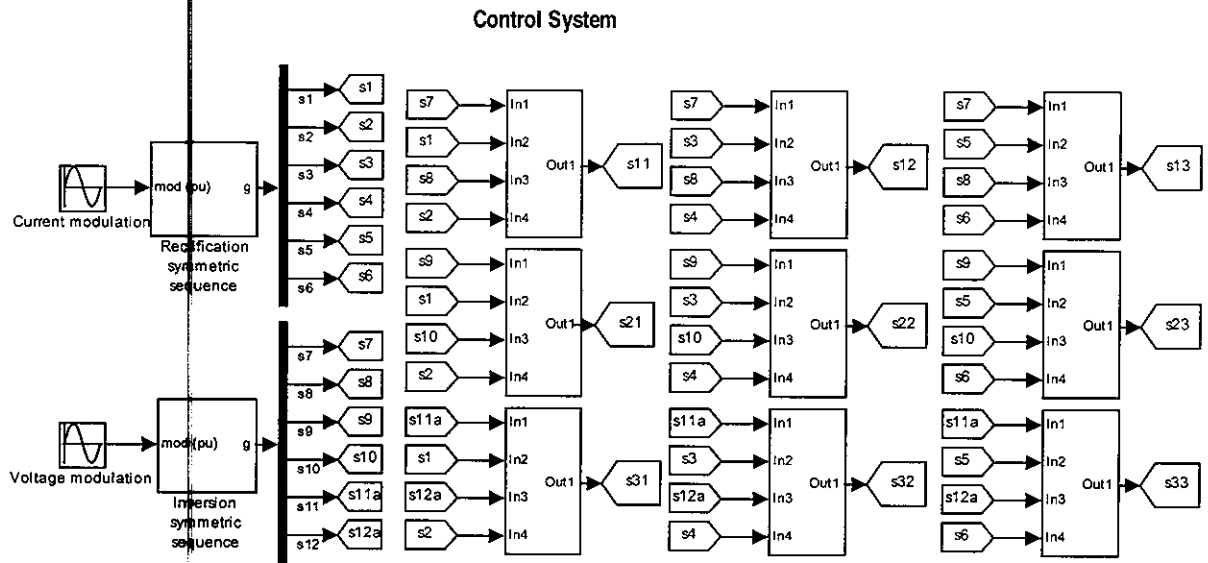 Control System
mod (pu)
g
Current modulation
Rectification
symmetric
sequence
s1
s2
s3
s4
s5
s6
s1
s2
s3
s4
s5
s6
mod (pu)
g
Voltage modulation
Inversion
symmetric
sequence
s7
s8
s9
s10
s11
s12
s7
s8
s9
s10
s11a
s12a
s7 In1
s1 In2
s8 In3
s2 In4
Out1 s11
s7 In1
s3 In2
s8 In3
s4 In4
Out1 s12
s7 In1
s5 In2
s8 In3
s6 In4
Out1 s13
s9 In1
s1 In2
s10 In3
s2 In4
Out1 s21
s9 In1
s3 In2
s10 In3
s4 In4
Out1 s22
s9 In1
s5 In2
s10 In3
s6 In4
Out1 s23
s11a In1
s1 In2
s12a In3
s2 In4
Out1 s31
s11a In1
s3 In2
s12a In3
s4 In4
Out1 s32
s11a In1
s5 In2
s12a In3
s6 In4
Out1 s33